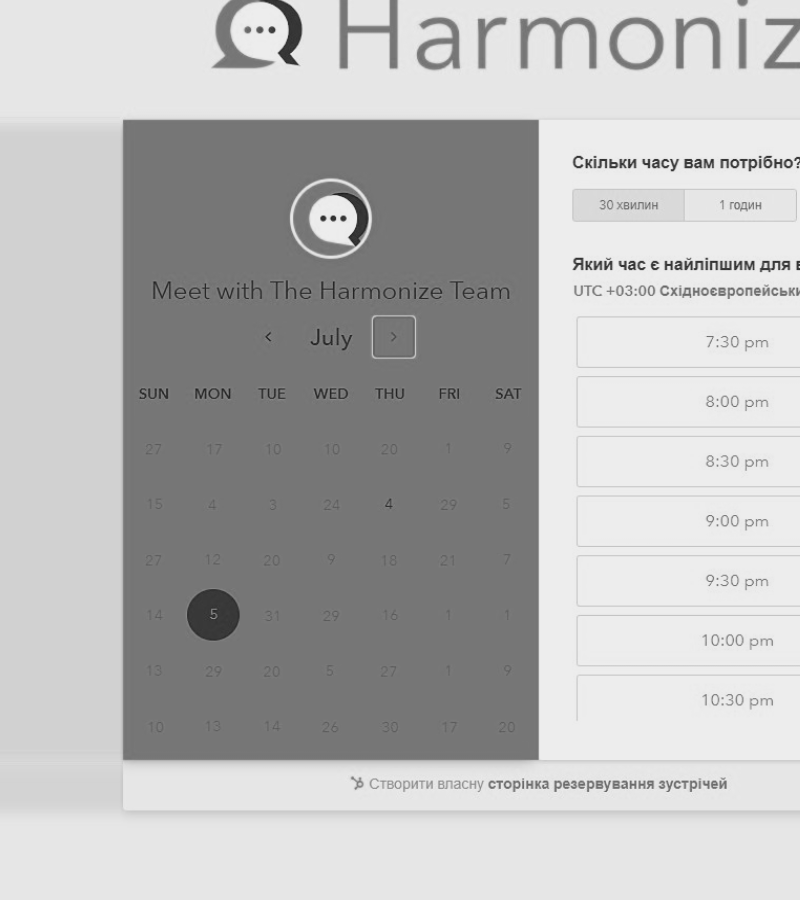 Harmoniz
Meet with The Harmonize Team
July
SUN MON TUE WED THU FRI SAT
27 17 10 10 20 1 9
15 4 3 24 4 29 5
27 12 20 9 18 21 7
14 5 31 29 16 1 1
13 29 20 5 27 1 9
10 13 14 26 30 17 20
Скільки часу вам потрібно?
30 хвилин 1 годин
Який час є найліпшим для в
UTC +03:00 Східноєвропейськи
7:30 pm
8:00 pm
8:30 pm
9:00 pm
9:30 pm
10:00 pm
10:30 pm
Створити власну сторінка резервування зустрічей